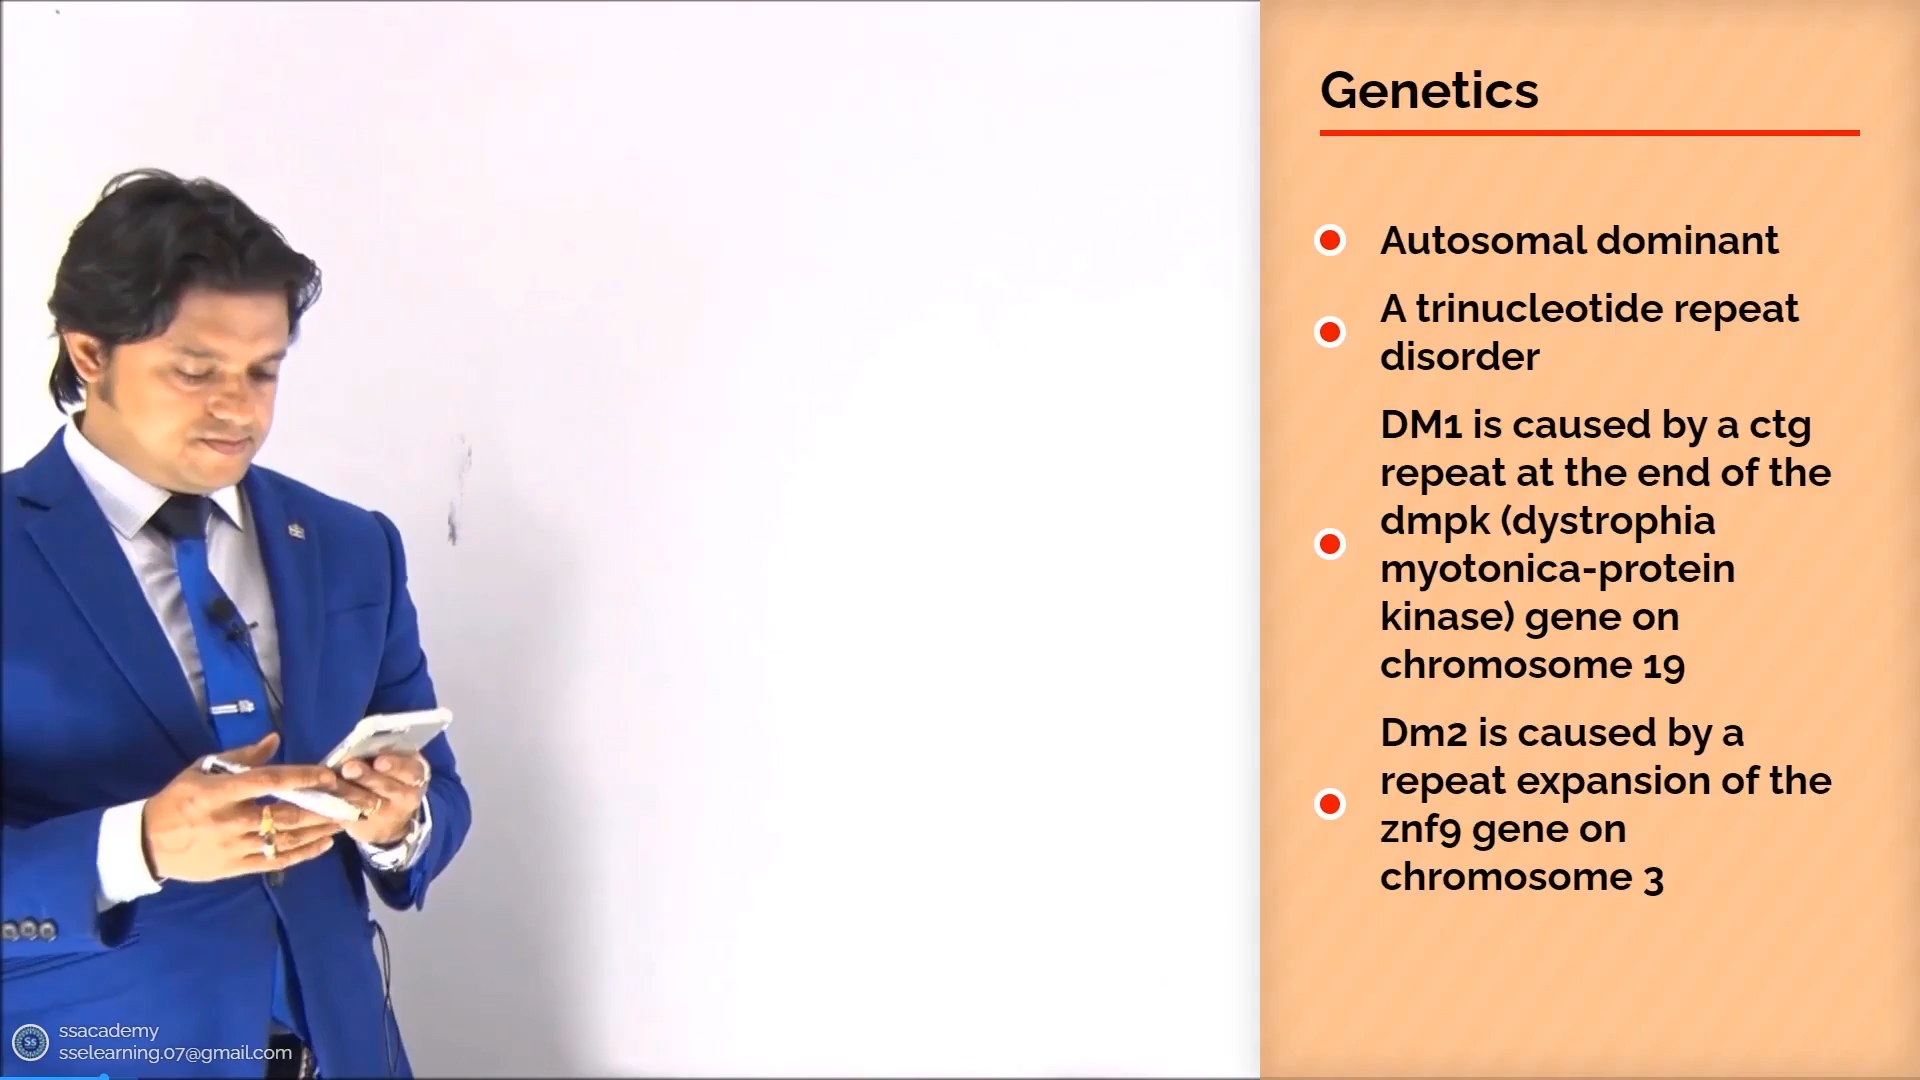 Genetics
Autosomal dominant
A trinucleotide repeat
disorder
DM1 is caused by a ctg
repeat at the end of the
dmpk (dystrophia
myotonica-protein
kinase) gene on
chromosome 19
Dm2 is caused by a
repeat expansion of the
znf9 gene on
chromosome 3
Ss
ssacademy
sselearning.07@gmail.com